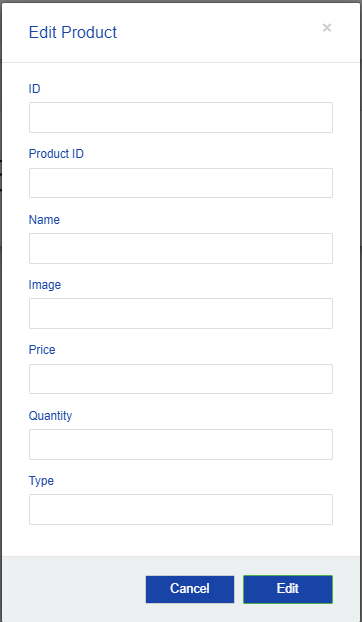 Edit Product ×
ID
Product ID
Name
Image
Price
Quantity
Type
Cancel Edit